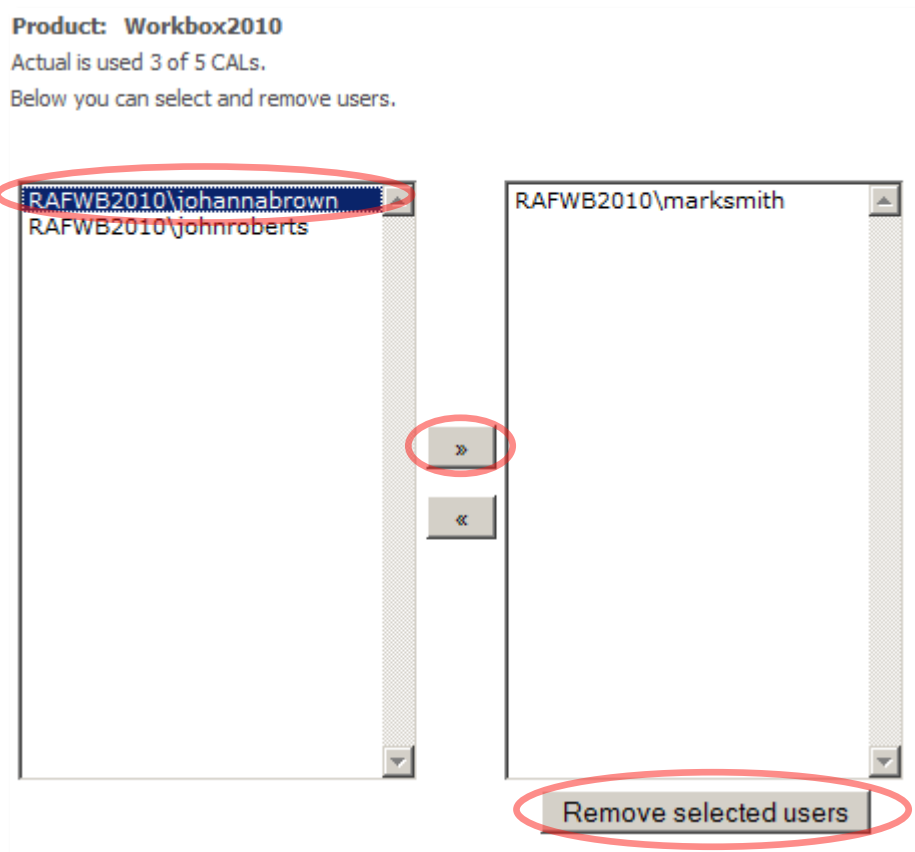 Product: Workbox2010
Actual is used 3 of 5 CALs.
Below you can select and remove users.
RAFWB2010\johannabrown
RAFWB2010\johnroberts
RAFWB2010\marksmith
»
«
Remove selected users